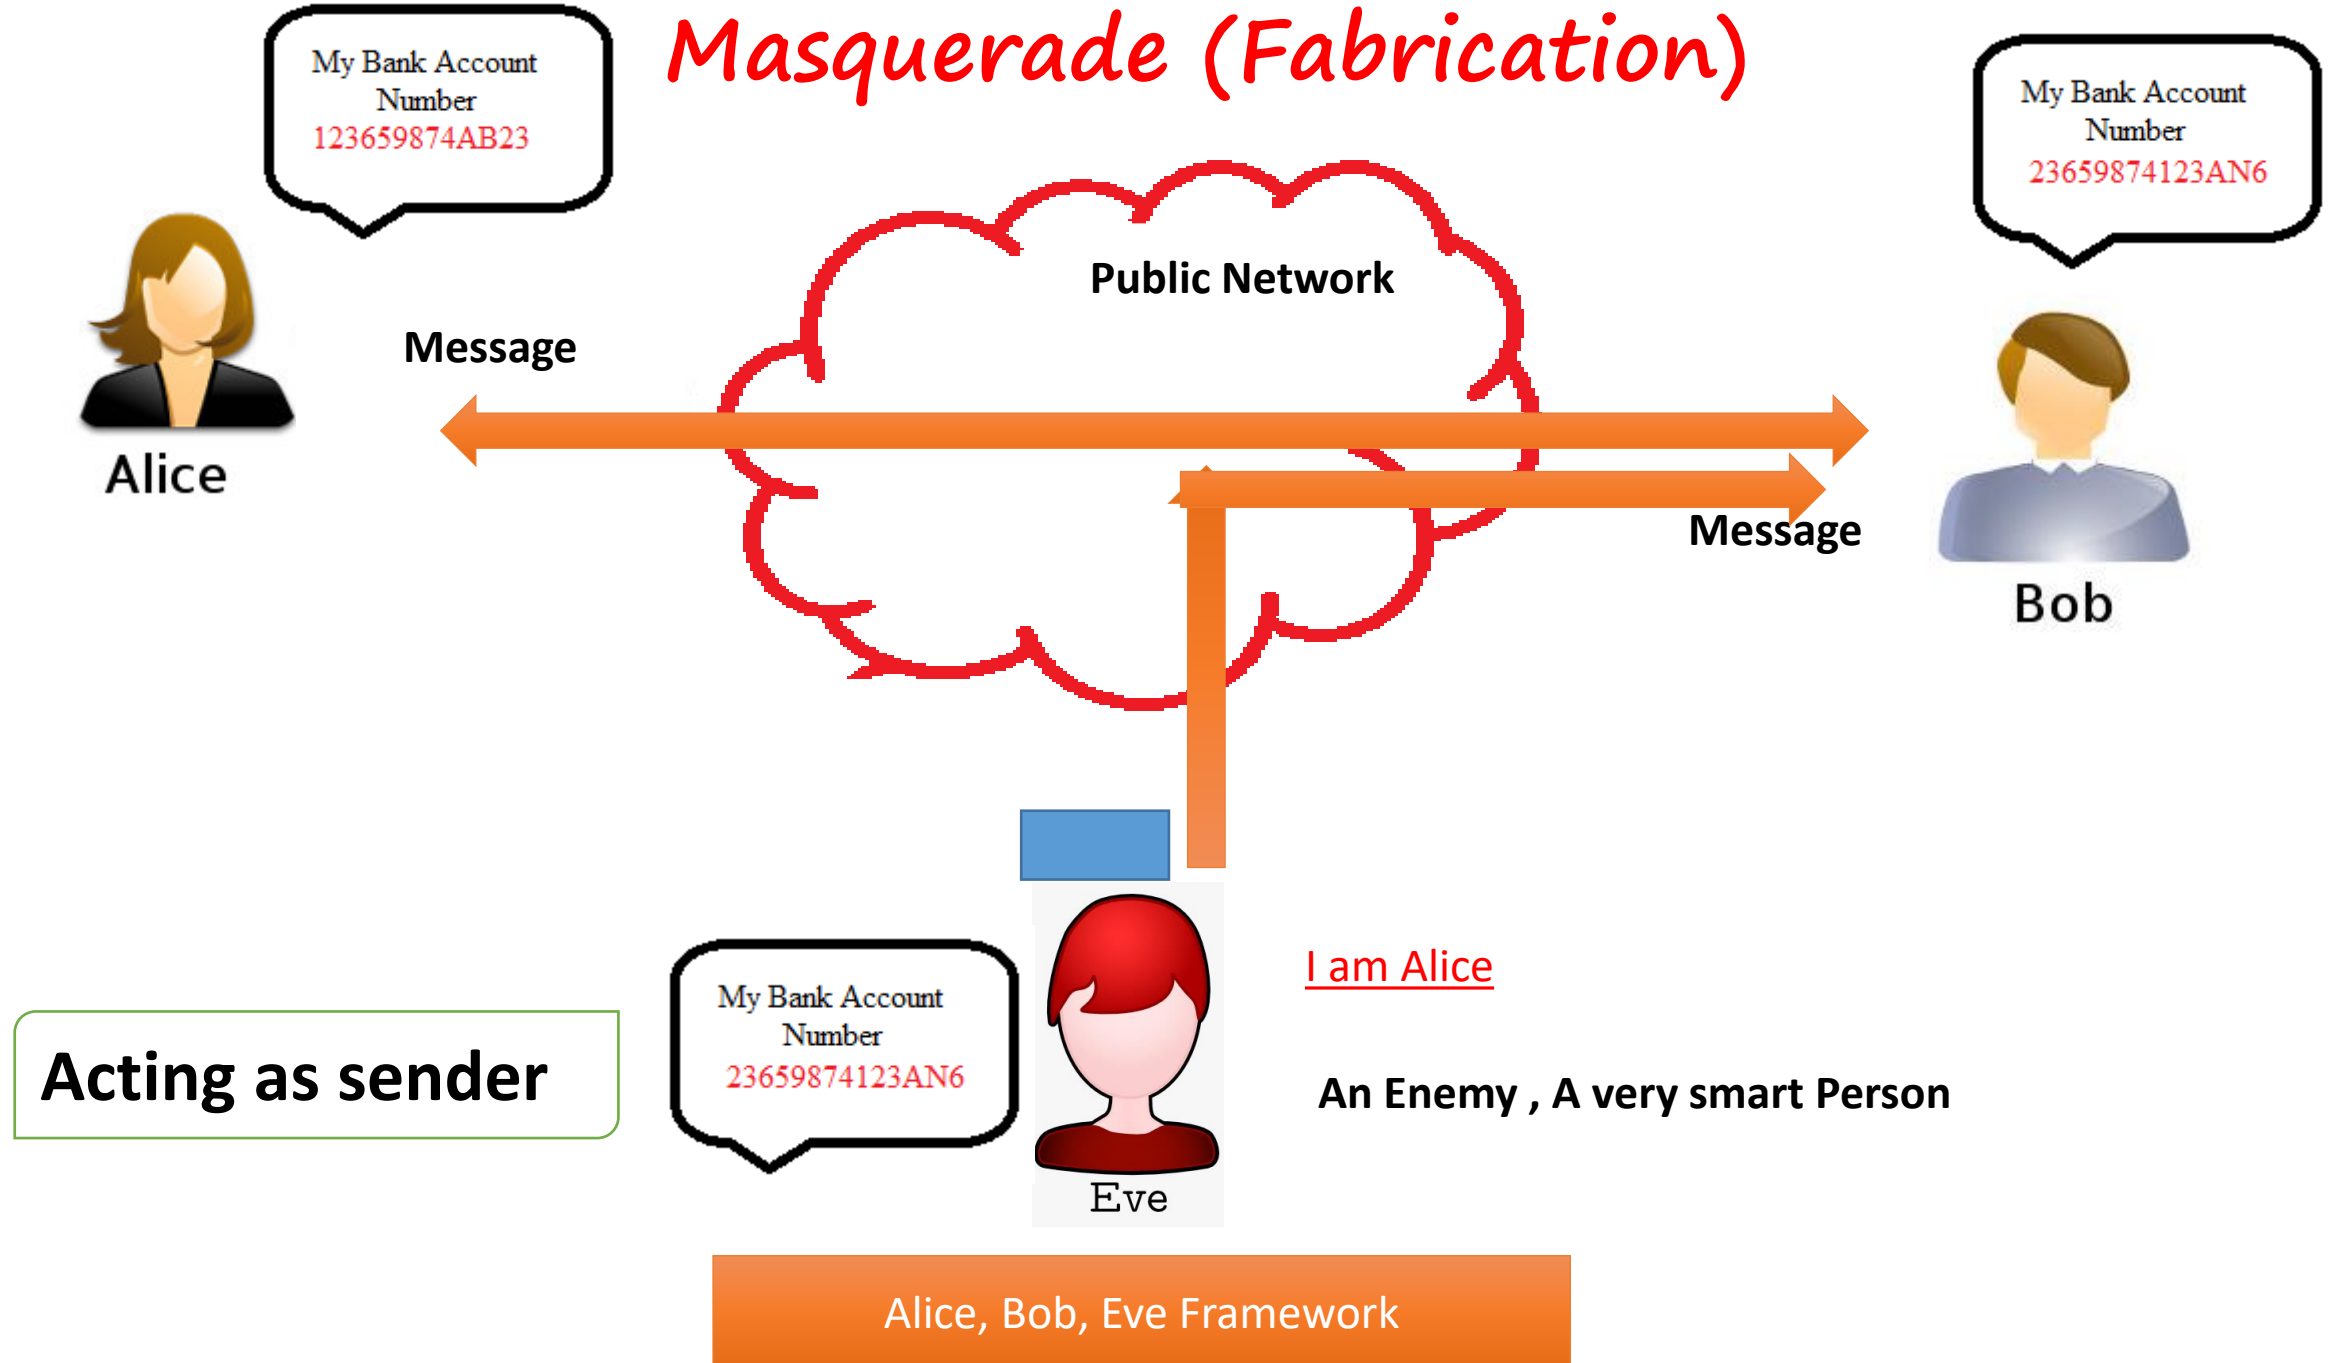 Masquerade (Fabrication)
My Bank Account
Number
123659874AB23
My Bank Account
Number
23659874123AN6
Public Network
Message
Alice
Message
Bob
I am Alice
My Bank Account
Number
23659874123AN6
Acting as sender
An Enemy , A very smart Person
Eve
Alice, Bob, Eve Framework